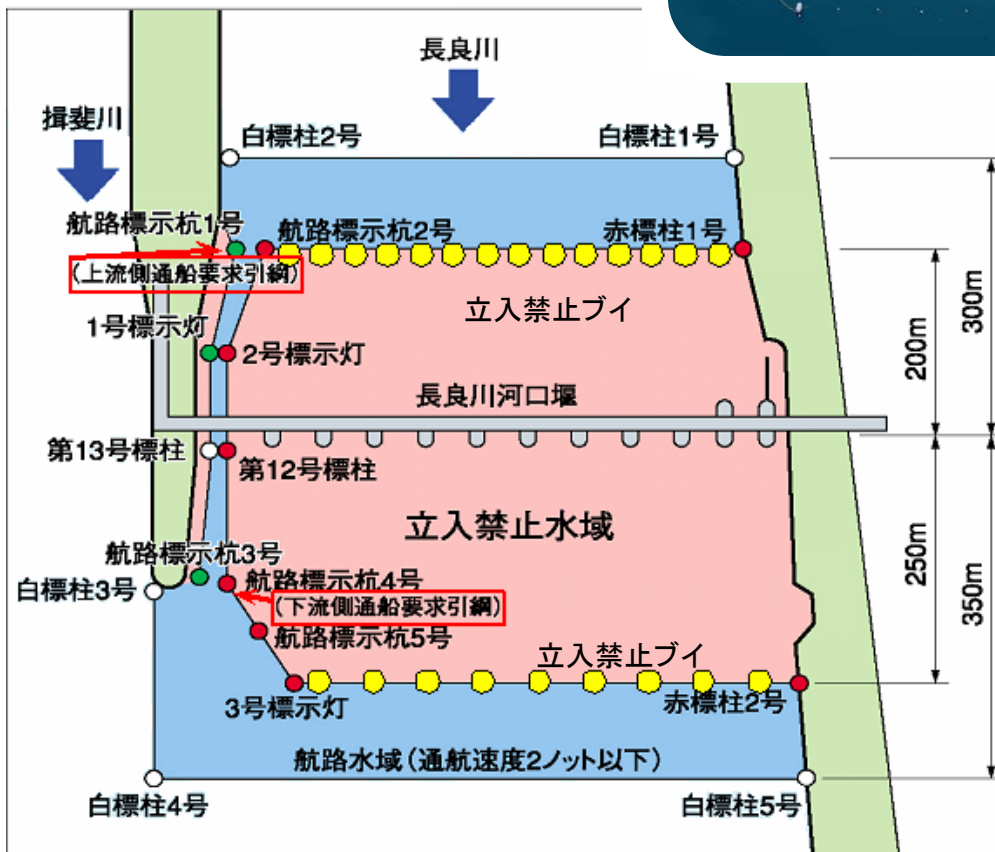 長良川
揖斐川
白標柱2号
白標柱1号
航路標示杭1号
航路標示杭2号
赤標柱1号
(上流側通船要求引綱)
立入禁止ブイ
1号標示灯
2号標示灯
200m
300m
長良川河口堰
第13号標柱
第12号標柱
立入禁止水域
航路標示杭3号
白標柱3号
航路標示杭4号
(下流側通船要求引綱)
航路標示杭5号
250m
350m
立入禁止ブイ
3号標示灯
赤標柱2号
航路水域(通航速度2ノット以下)
白標柱4号
白標柱5号